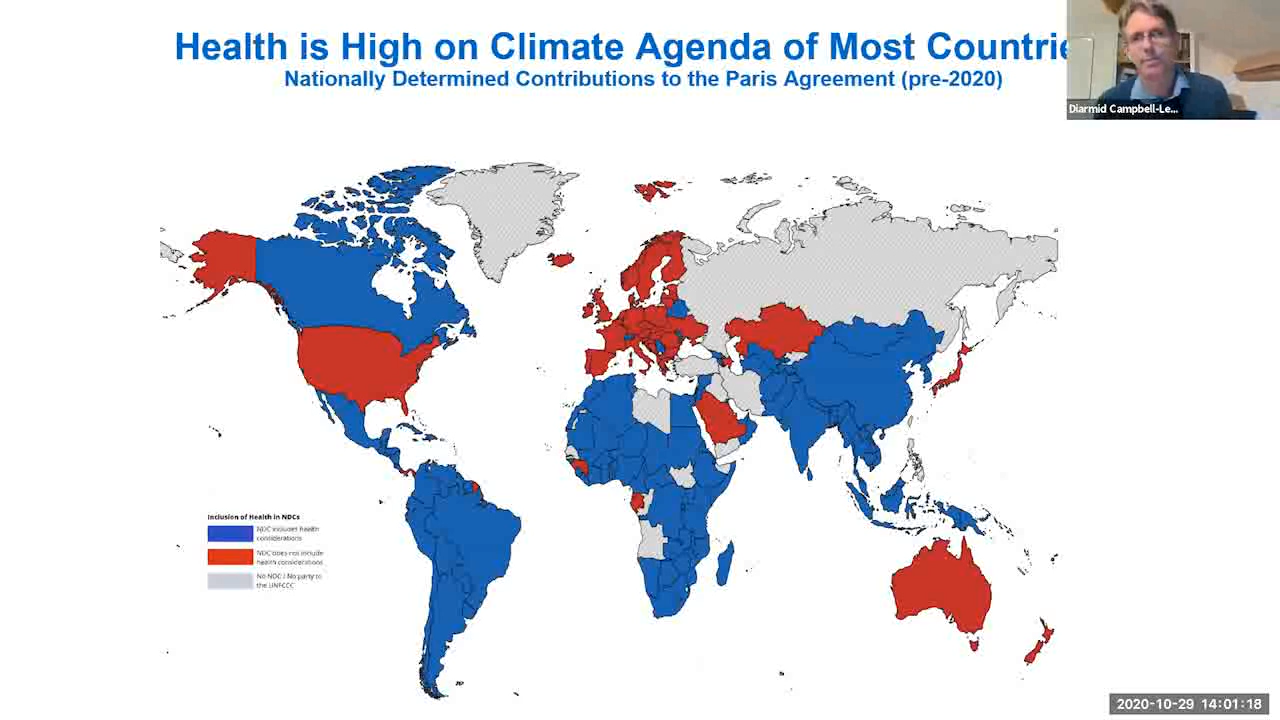 Health is High on Climate Agenda of Most Countrie
Nationally Determined Contributions to the Paris Agreement (pre-2020)
Diarmid Campbell-Le...
Inclusion of Health in NDCs
NDC includes health
considerations
NDC does not include
health considerations
No NDC / No party to
the UNFCCC
2020-10-29 14:01:18